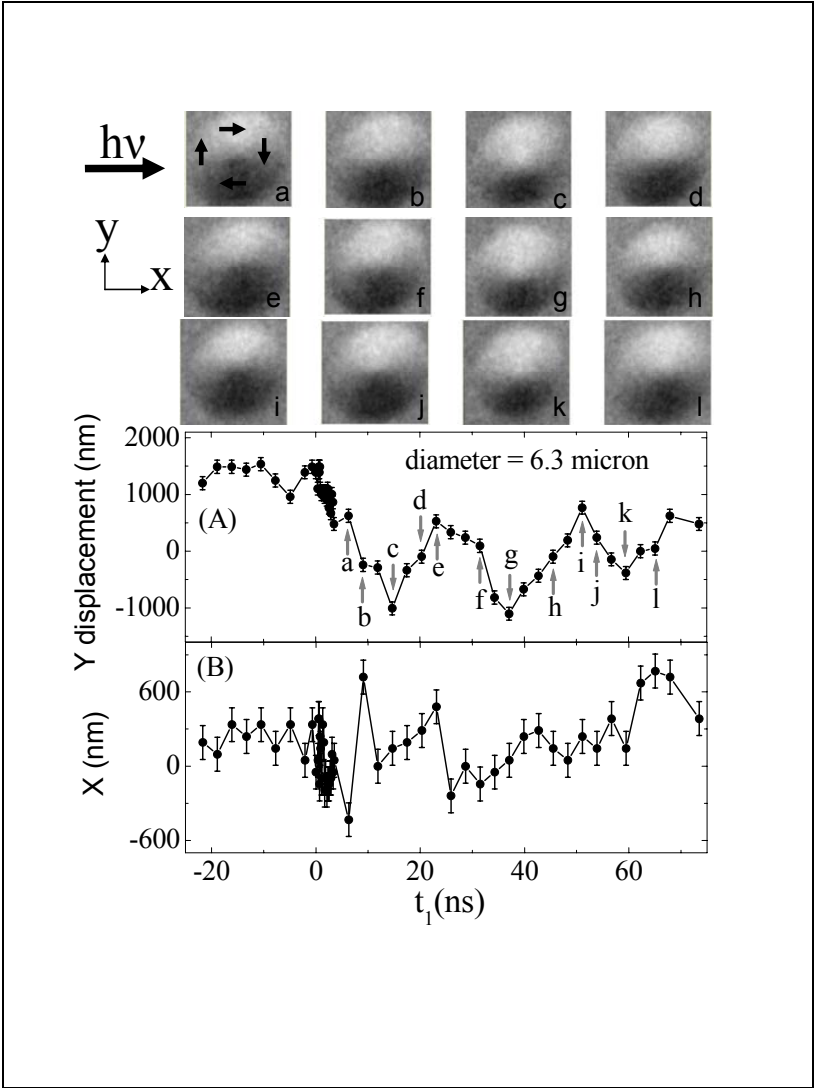 hν
a b c d
y
x
e f g h
i j k l
Y displacement (nm)
2000
1000
0
-1000
(A)
diameter = 6.3 micron
a b c d e f g h i j k l
X (nm)
600
0
-600
(B)
-20 0 20 40 60
t₁(ns)